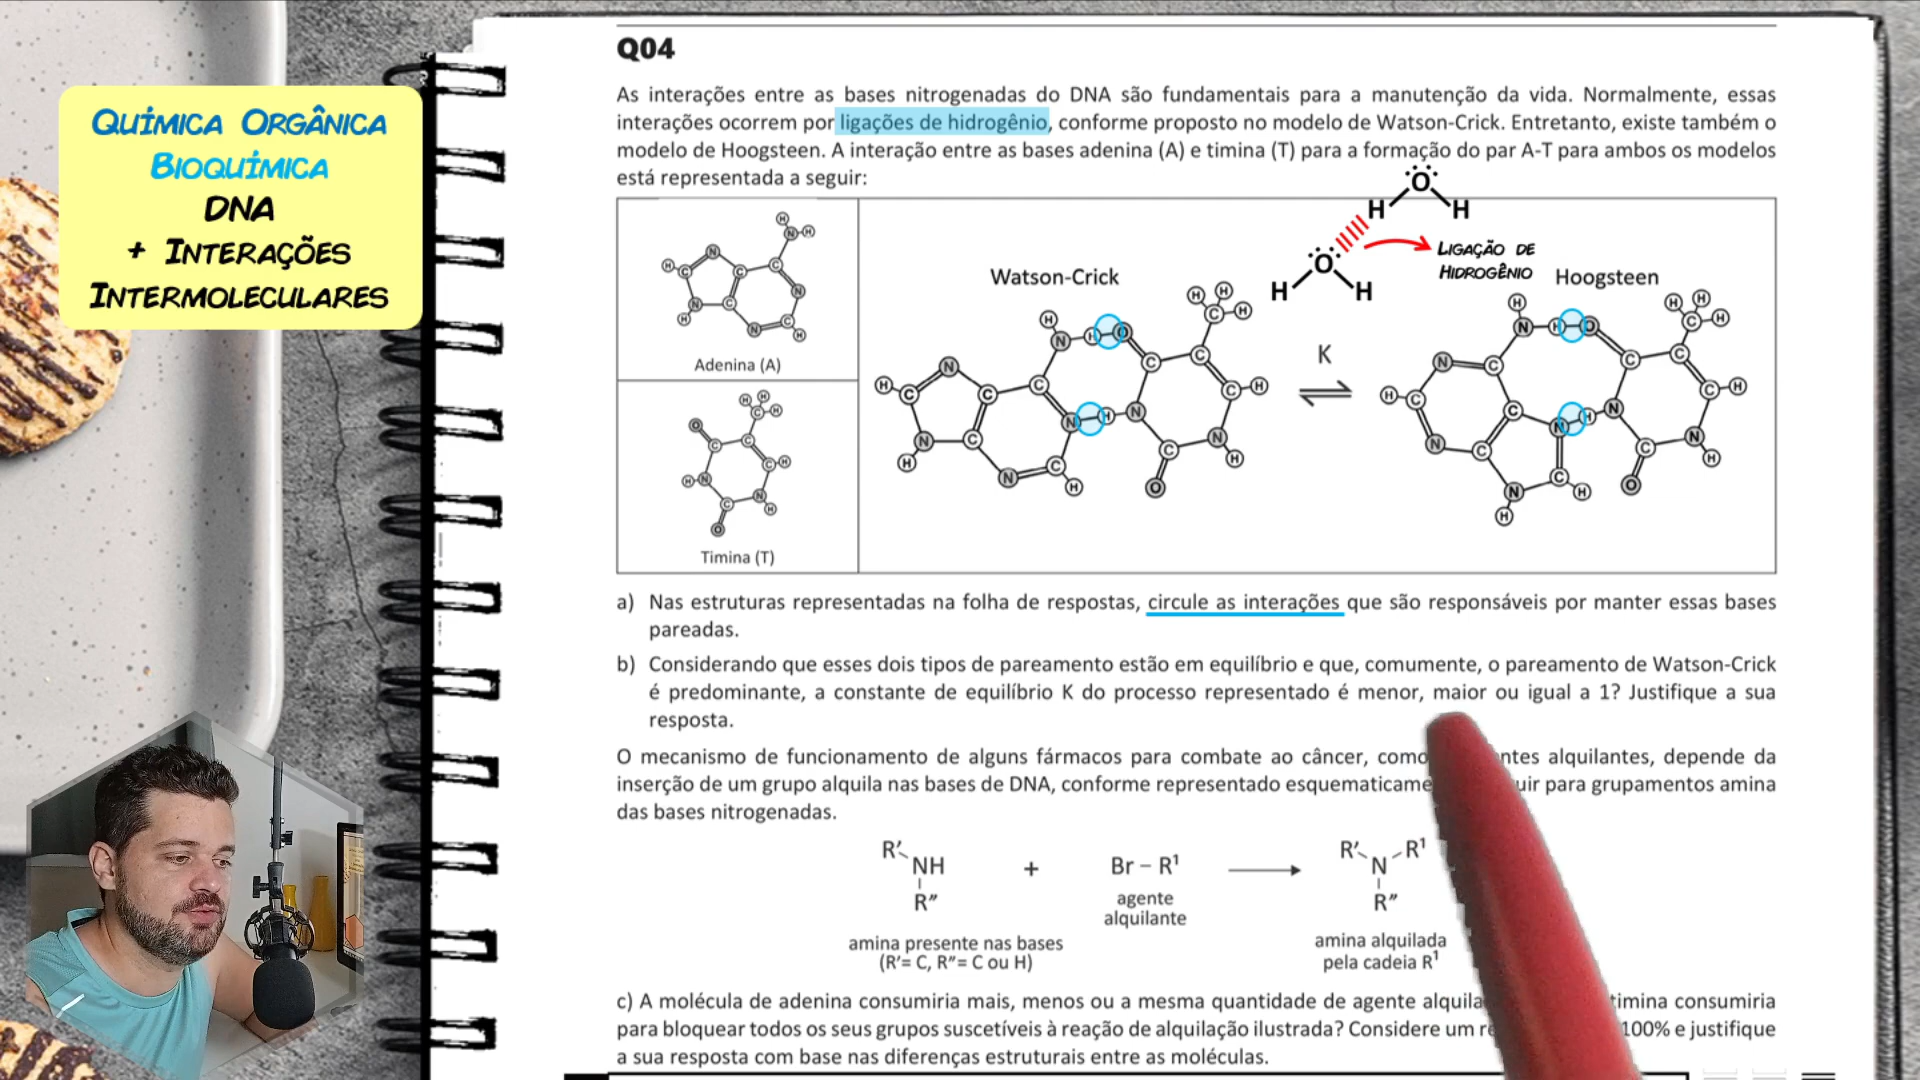 Química Orgânica
Bioquímica
DNA
+ Interações
Intermoleculares
Q04
As interações entre as bases nitrogenadas do DNA são fundamentais para a manutenção da vida. Normalmente, essas
interações ocorrem por ligações de hidrogênio, conforme proposto no modelo de Watson-Crick. Entretanto, existe também o
modelo de Hoogsteen. A interação entre as bases adenina (A) e timina (T) para a formação do par A-T para ambos os modelos
está representada a seguir:
Adenina (A)
Timina (T)
Watson-Crick
K
Ligação de
Hidrogênio
Hoogsteen
a) Nas estruturas representadas na folha de respostas, circule as interações que são responsáveis por manter essas bases
pareadas.
b) Considerando que esses dois tipos de pareamento estão em equilíbrio e que, comumente, o pareamento de Watson-Crick
é predominante, a constante de equilíbrio K do processo representado é menor, maior ou igual a 1? Justifique a sua
resposta.
O mecanismo de funcionamento de alguns fármacos para combate ao câncer, como alquilantes, depende da
inserção de um grupo alquila nas bases de DNA, conforme representado para grupamentos amina
das bases nitrogenadas.
R' NH R"
+
Br – R¹
R' N R¹ R"
agente
alquilante
amina presente nas bases
(R'= C, R"= C ou H)
amina alquilada
pela cadeia R¹
c) A molécula de adenina consumiria mais, menos ou a mesma quantidade de agente timina consumiria
para bloquear todos os seus grupos suscetíveis à reação de alquilação ilustrada? Considere um 100% e justifique
a sua resposta com base nas diferenças estruturais entre as moléculas.